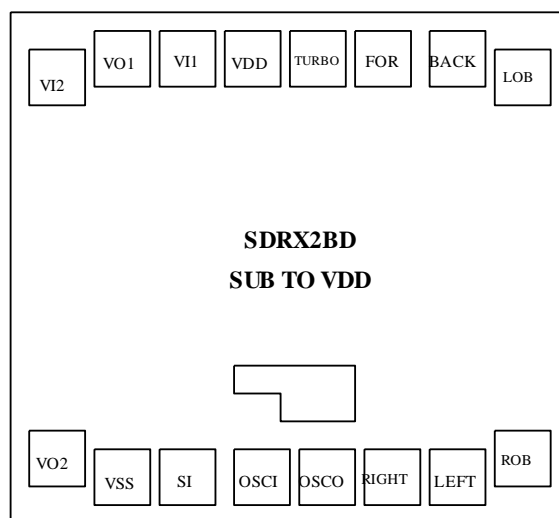 VI2 VO1 VI1 VDD TURBO FOR BACK LOB
SDRX2BD
SUB TO VDD
VO2 VSS SI OSCI OSCO RIGHT LEFT ROB